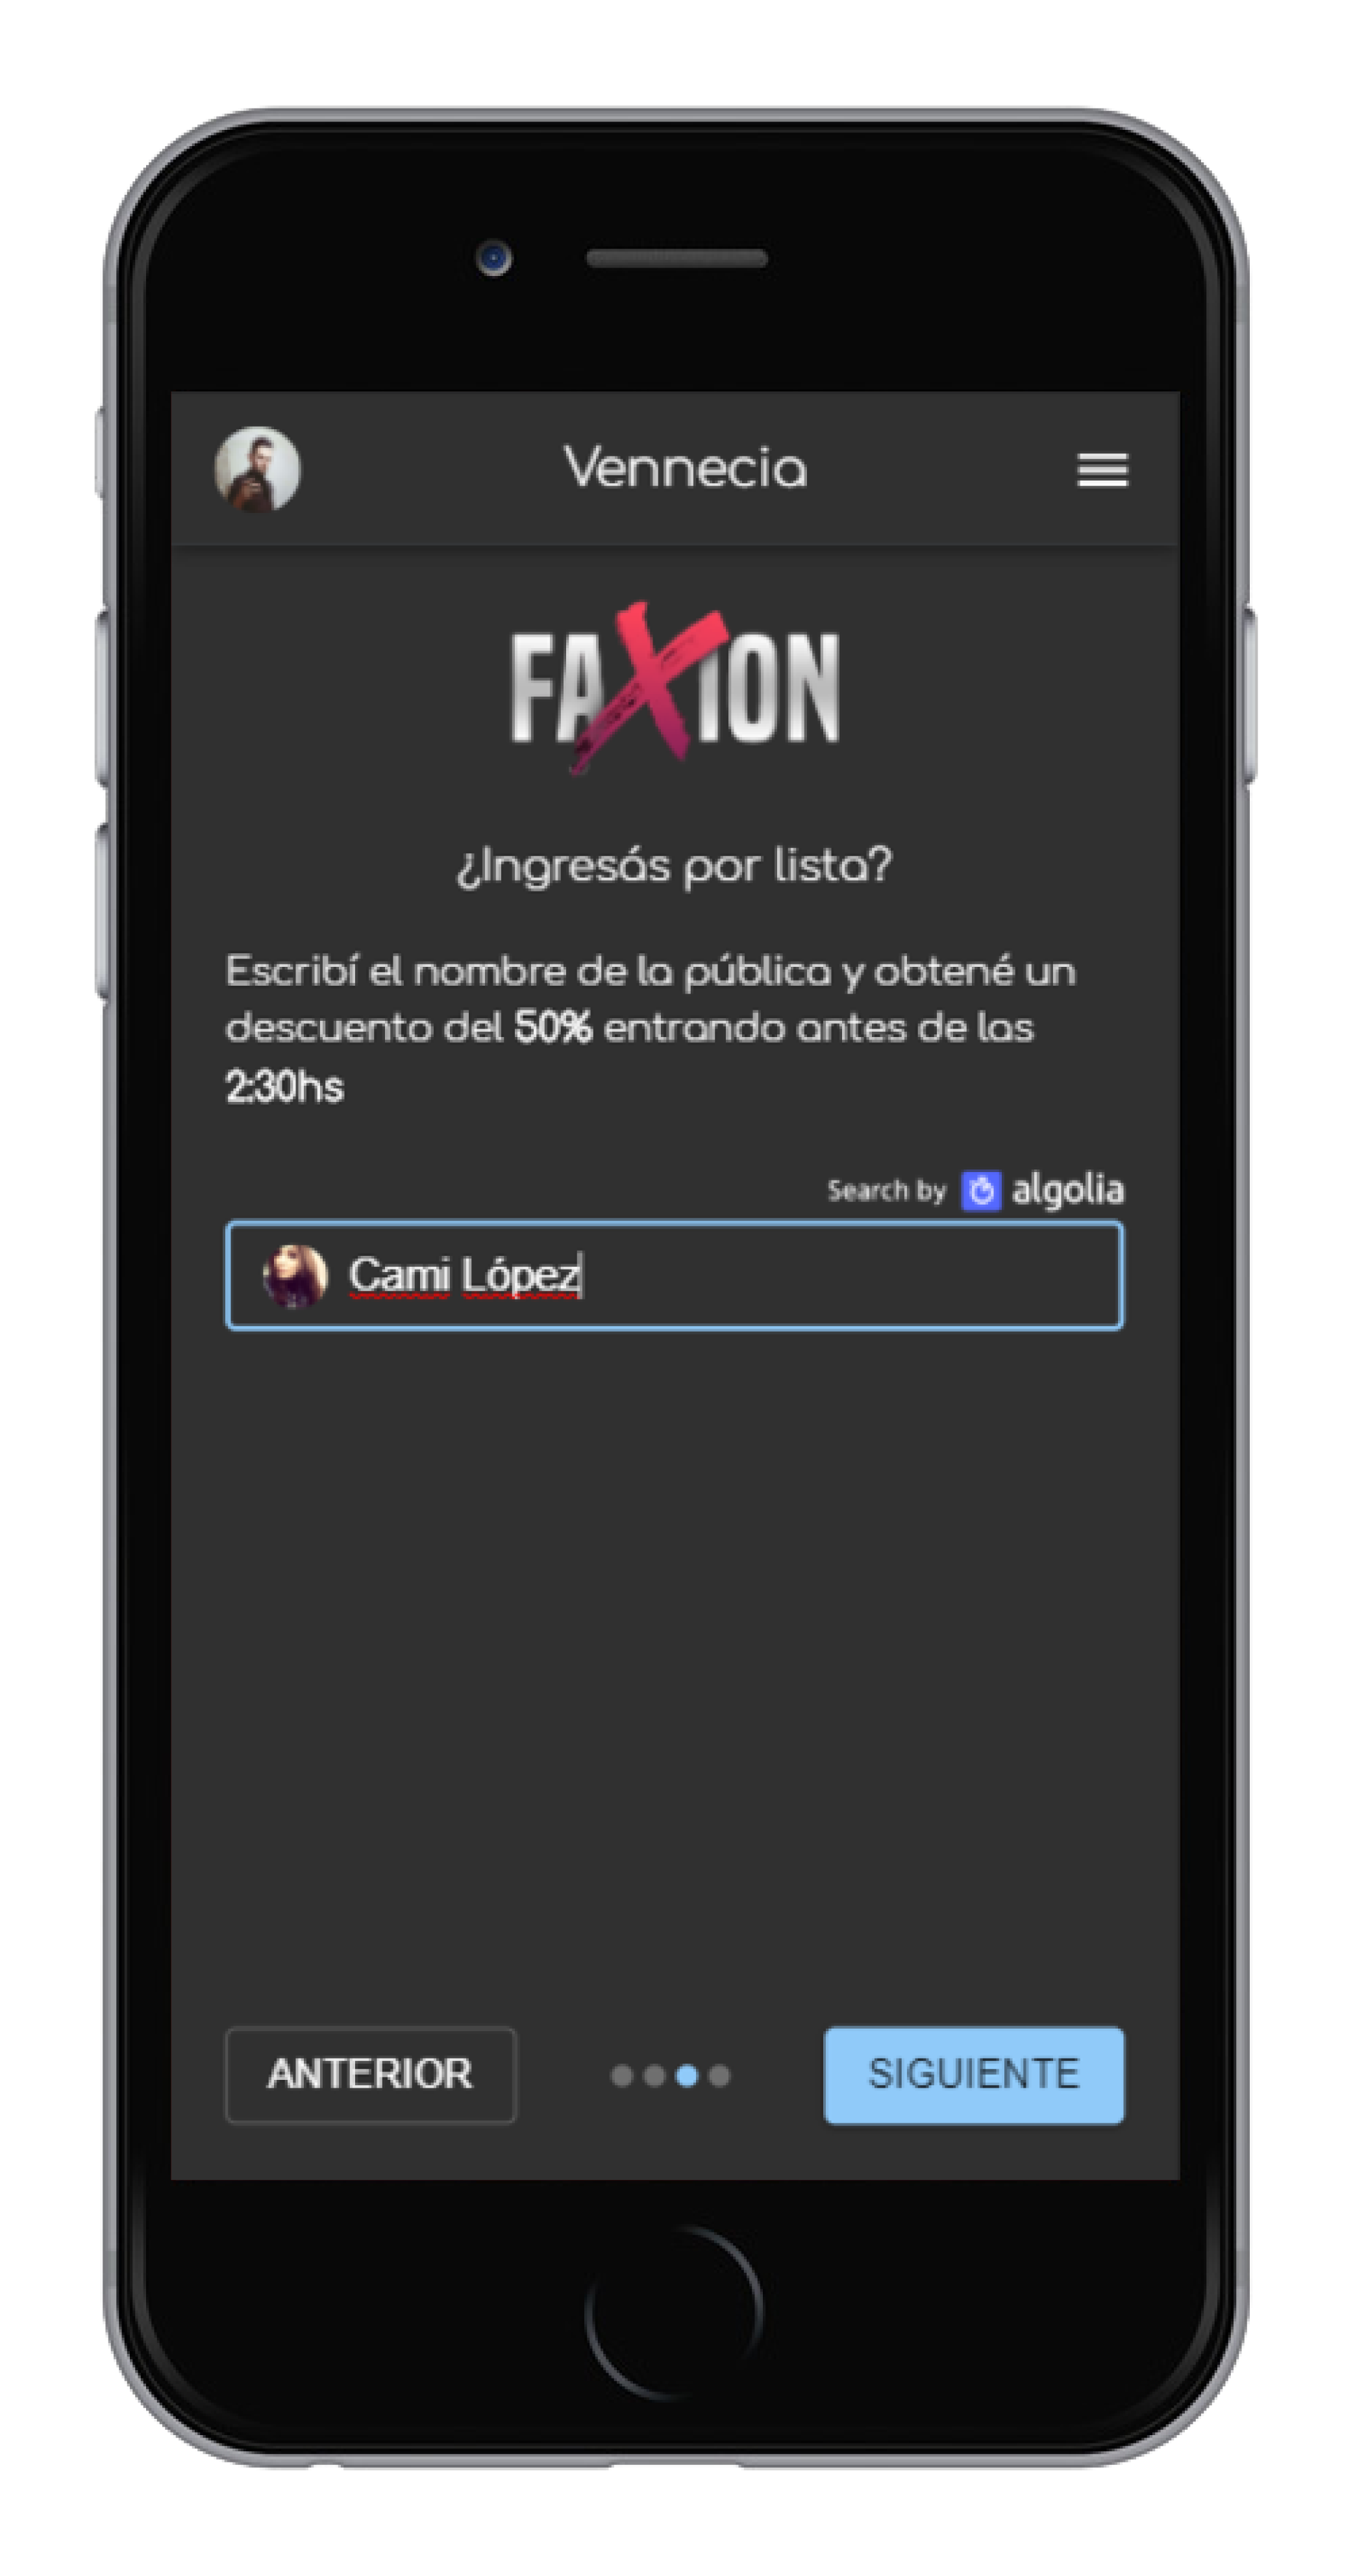 Vennecia
FAXION
¿Ingresás por lista?
Escribí el nombre de la pública y obtené un
descuento del 50% entrando antes de las
2:30hs
Search by algolia
Cami López
ANTERIOR
SIGUIENTE